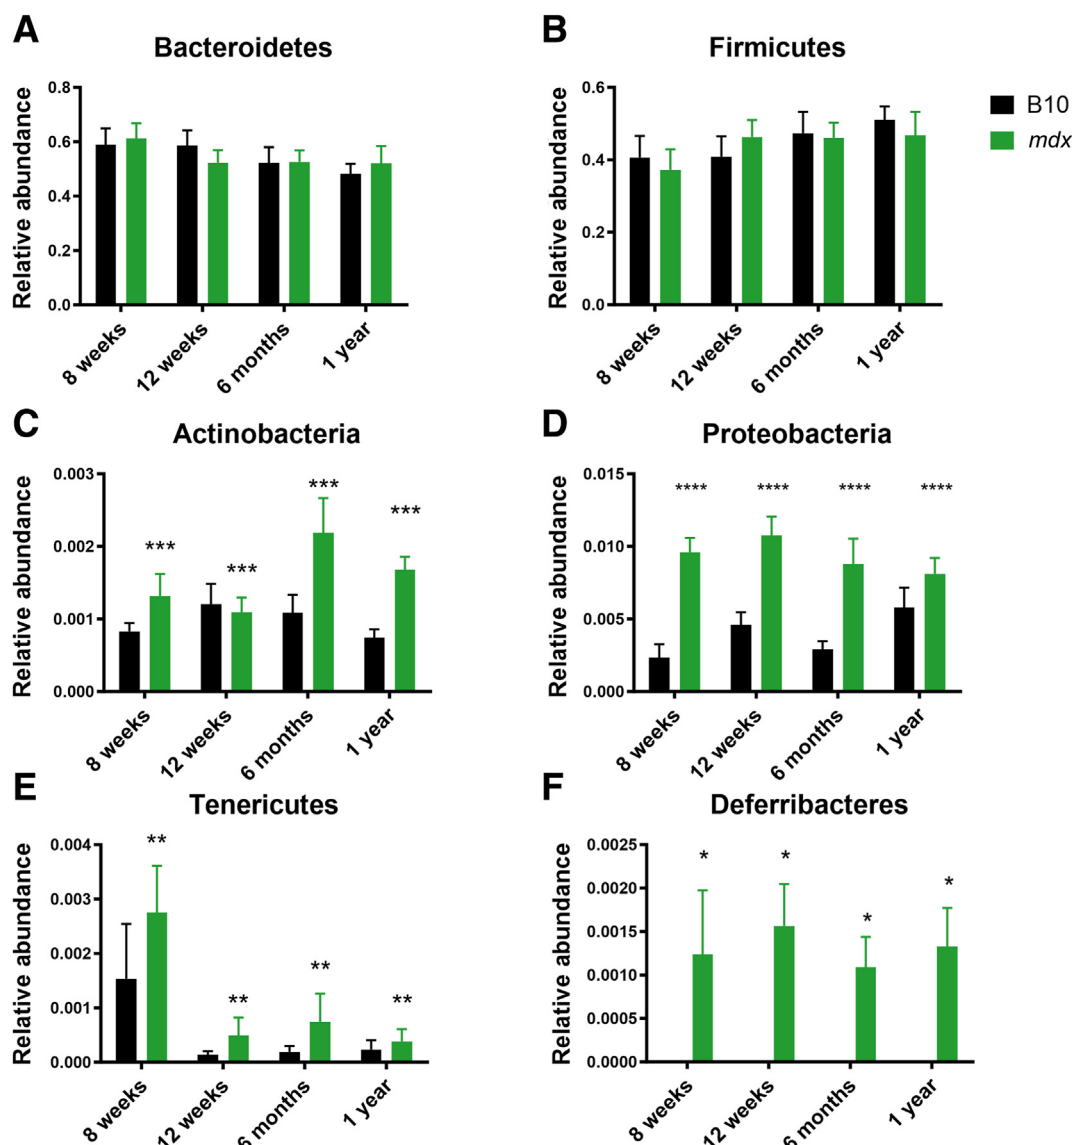 A
Bacteroidetes
Relative abundance
0.8
0.6
0.4
0.2
0.0
8 weeks
12 weeks
6 months
1 year
B
Firmicutes
Relative abundance
0.6
0.4
0.2
0.0
8 weeks
12 weeks
6 months
1 year
B10
mdx
C
Actinobacteria
Relative abundance
0.003
0.002
0.001
0.000
***
***
***
***
8 weeks
12 weeks
6 months
1 year
D
Proteobacteria
Relative abundance
0.015
0.010
0.005
0.000
****
****
****
****
8 weeks
12 weeks
6 months
1 year
E
Tenericutes
Relative abundance
0.004
0.003
0.002
0.001
0.000
**
**
**
**
8 weeks
12 weeks
6 months
1 year
F
Deferribacteres
Relative abundance
0.0025
0.0020
0.0015
0.0010
0.0005
0.0000
*
*
*
*
8 weeks
12 weeks
6 months
1 year